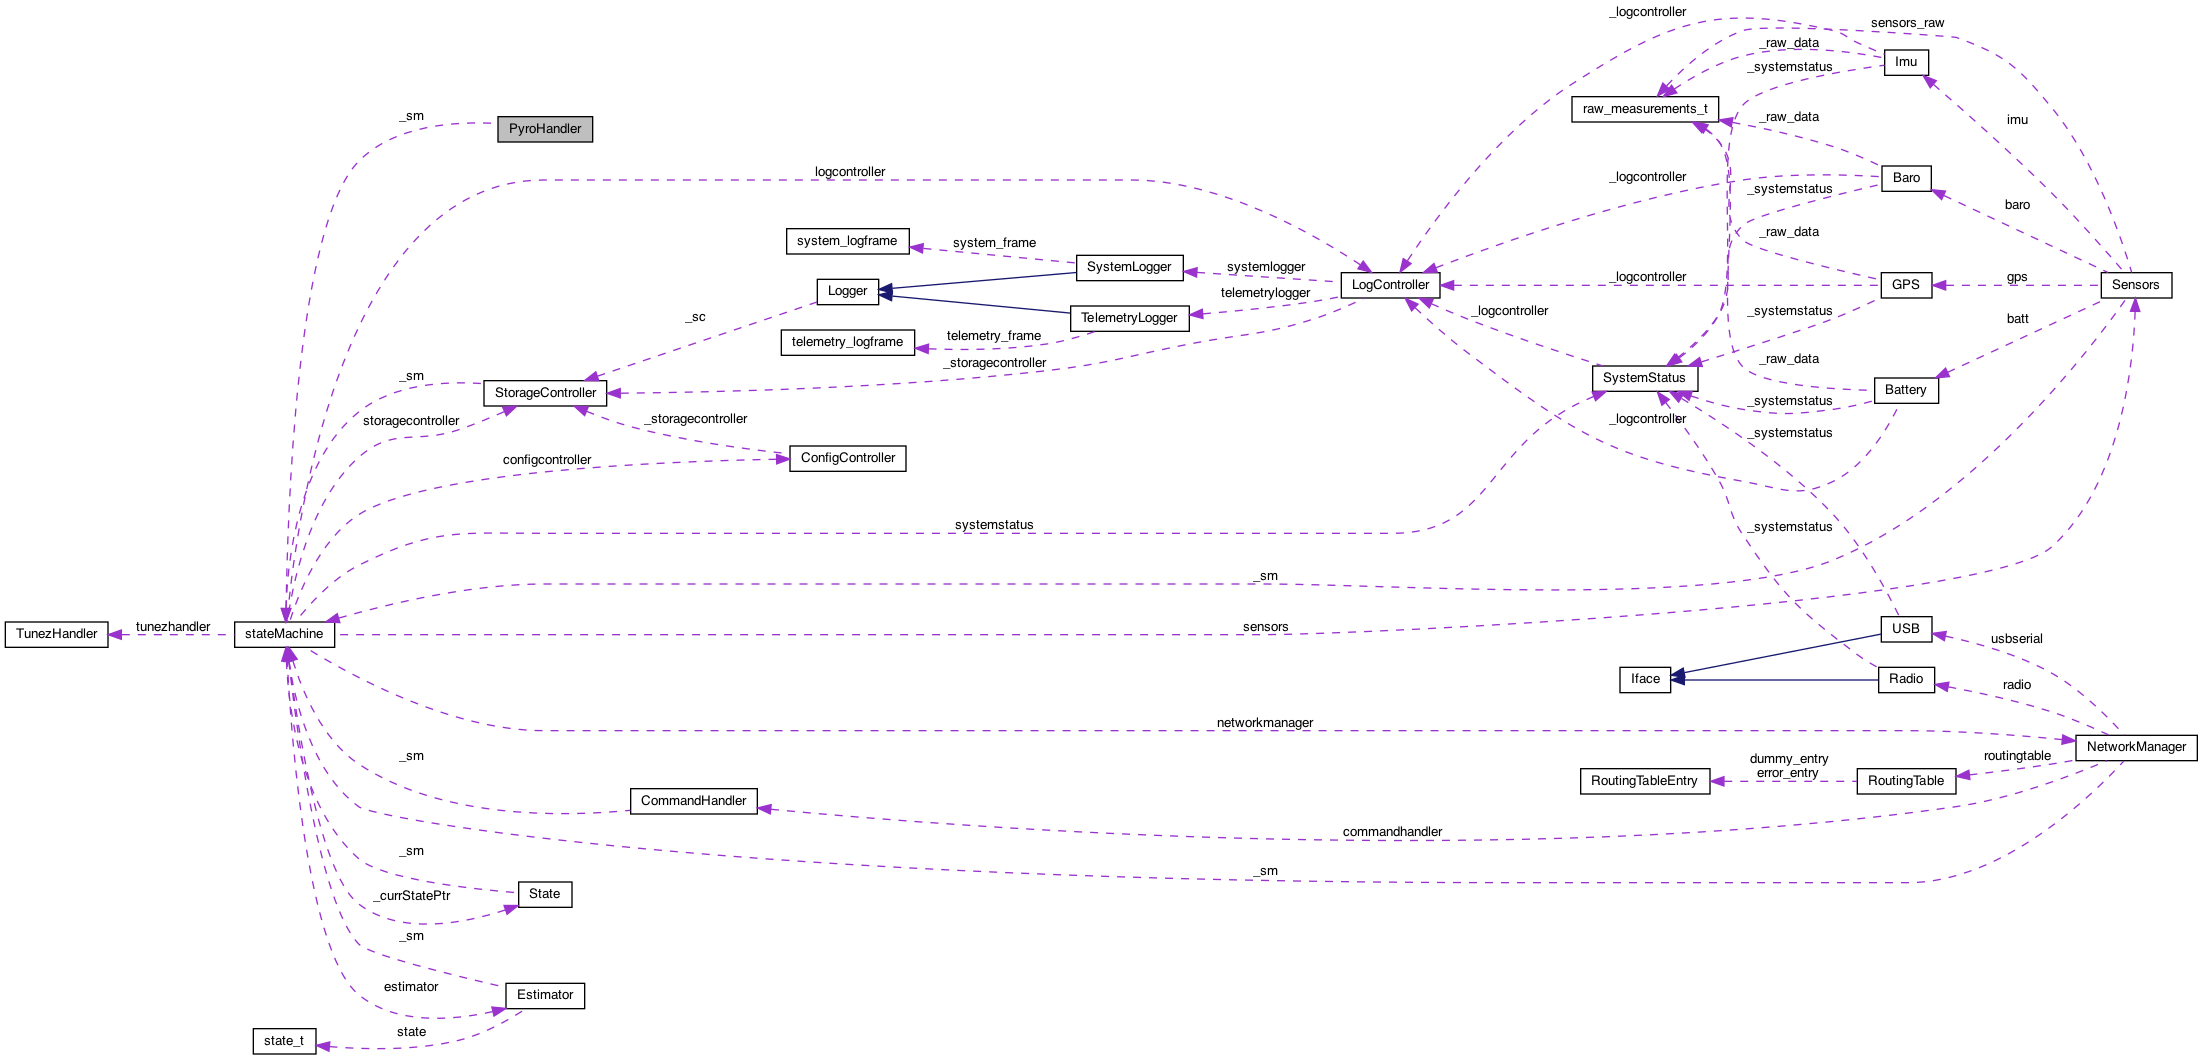 _logcontroller
sensors_raw
_raw_data
Imu
_systemstatus
raw_measurements_t
_sm
PyroHandler
_raw_data
imu
logcontroller
_logcontroller
Baro
_systemstatus
baro
_raw_data
system_logframe
system_frame
SystemLogger
systemlogger
LogController
_logcontroller
GPS
gps
Sensors
Logger
telemetrylogger
_sc
TelemetryLogger
_logcontroller
_systemstatus
batt
telemetry_logframe
telemetry_frame
_storagecontroller
_raw_data
_sm
StorageController
SystemStatus
Battery
_systemstatus
storagecontroller
_storagecontroller
_logcontroller
_systemstatus
configcontroller
ConfigController
systemstatus
_systemstatus
_sm
TunezHandler
tunezhandler
stateMachine
sensors
USB
usbserial
Iface
Radio
radio
networkmanager
NetworkManager
_sm
dummy_entry
error_entry
routingtable
RoutingTableEntry
RoutingTable
CommandHandler
commandhandler
_sm
_sm
_currStatePtr
State
_sm
estimator
Estimator
state
state_t